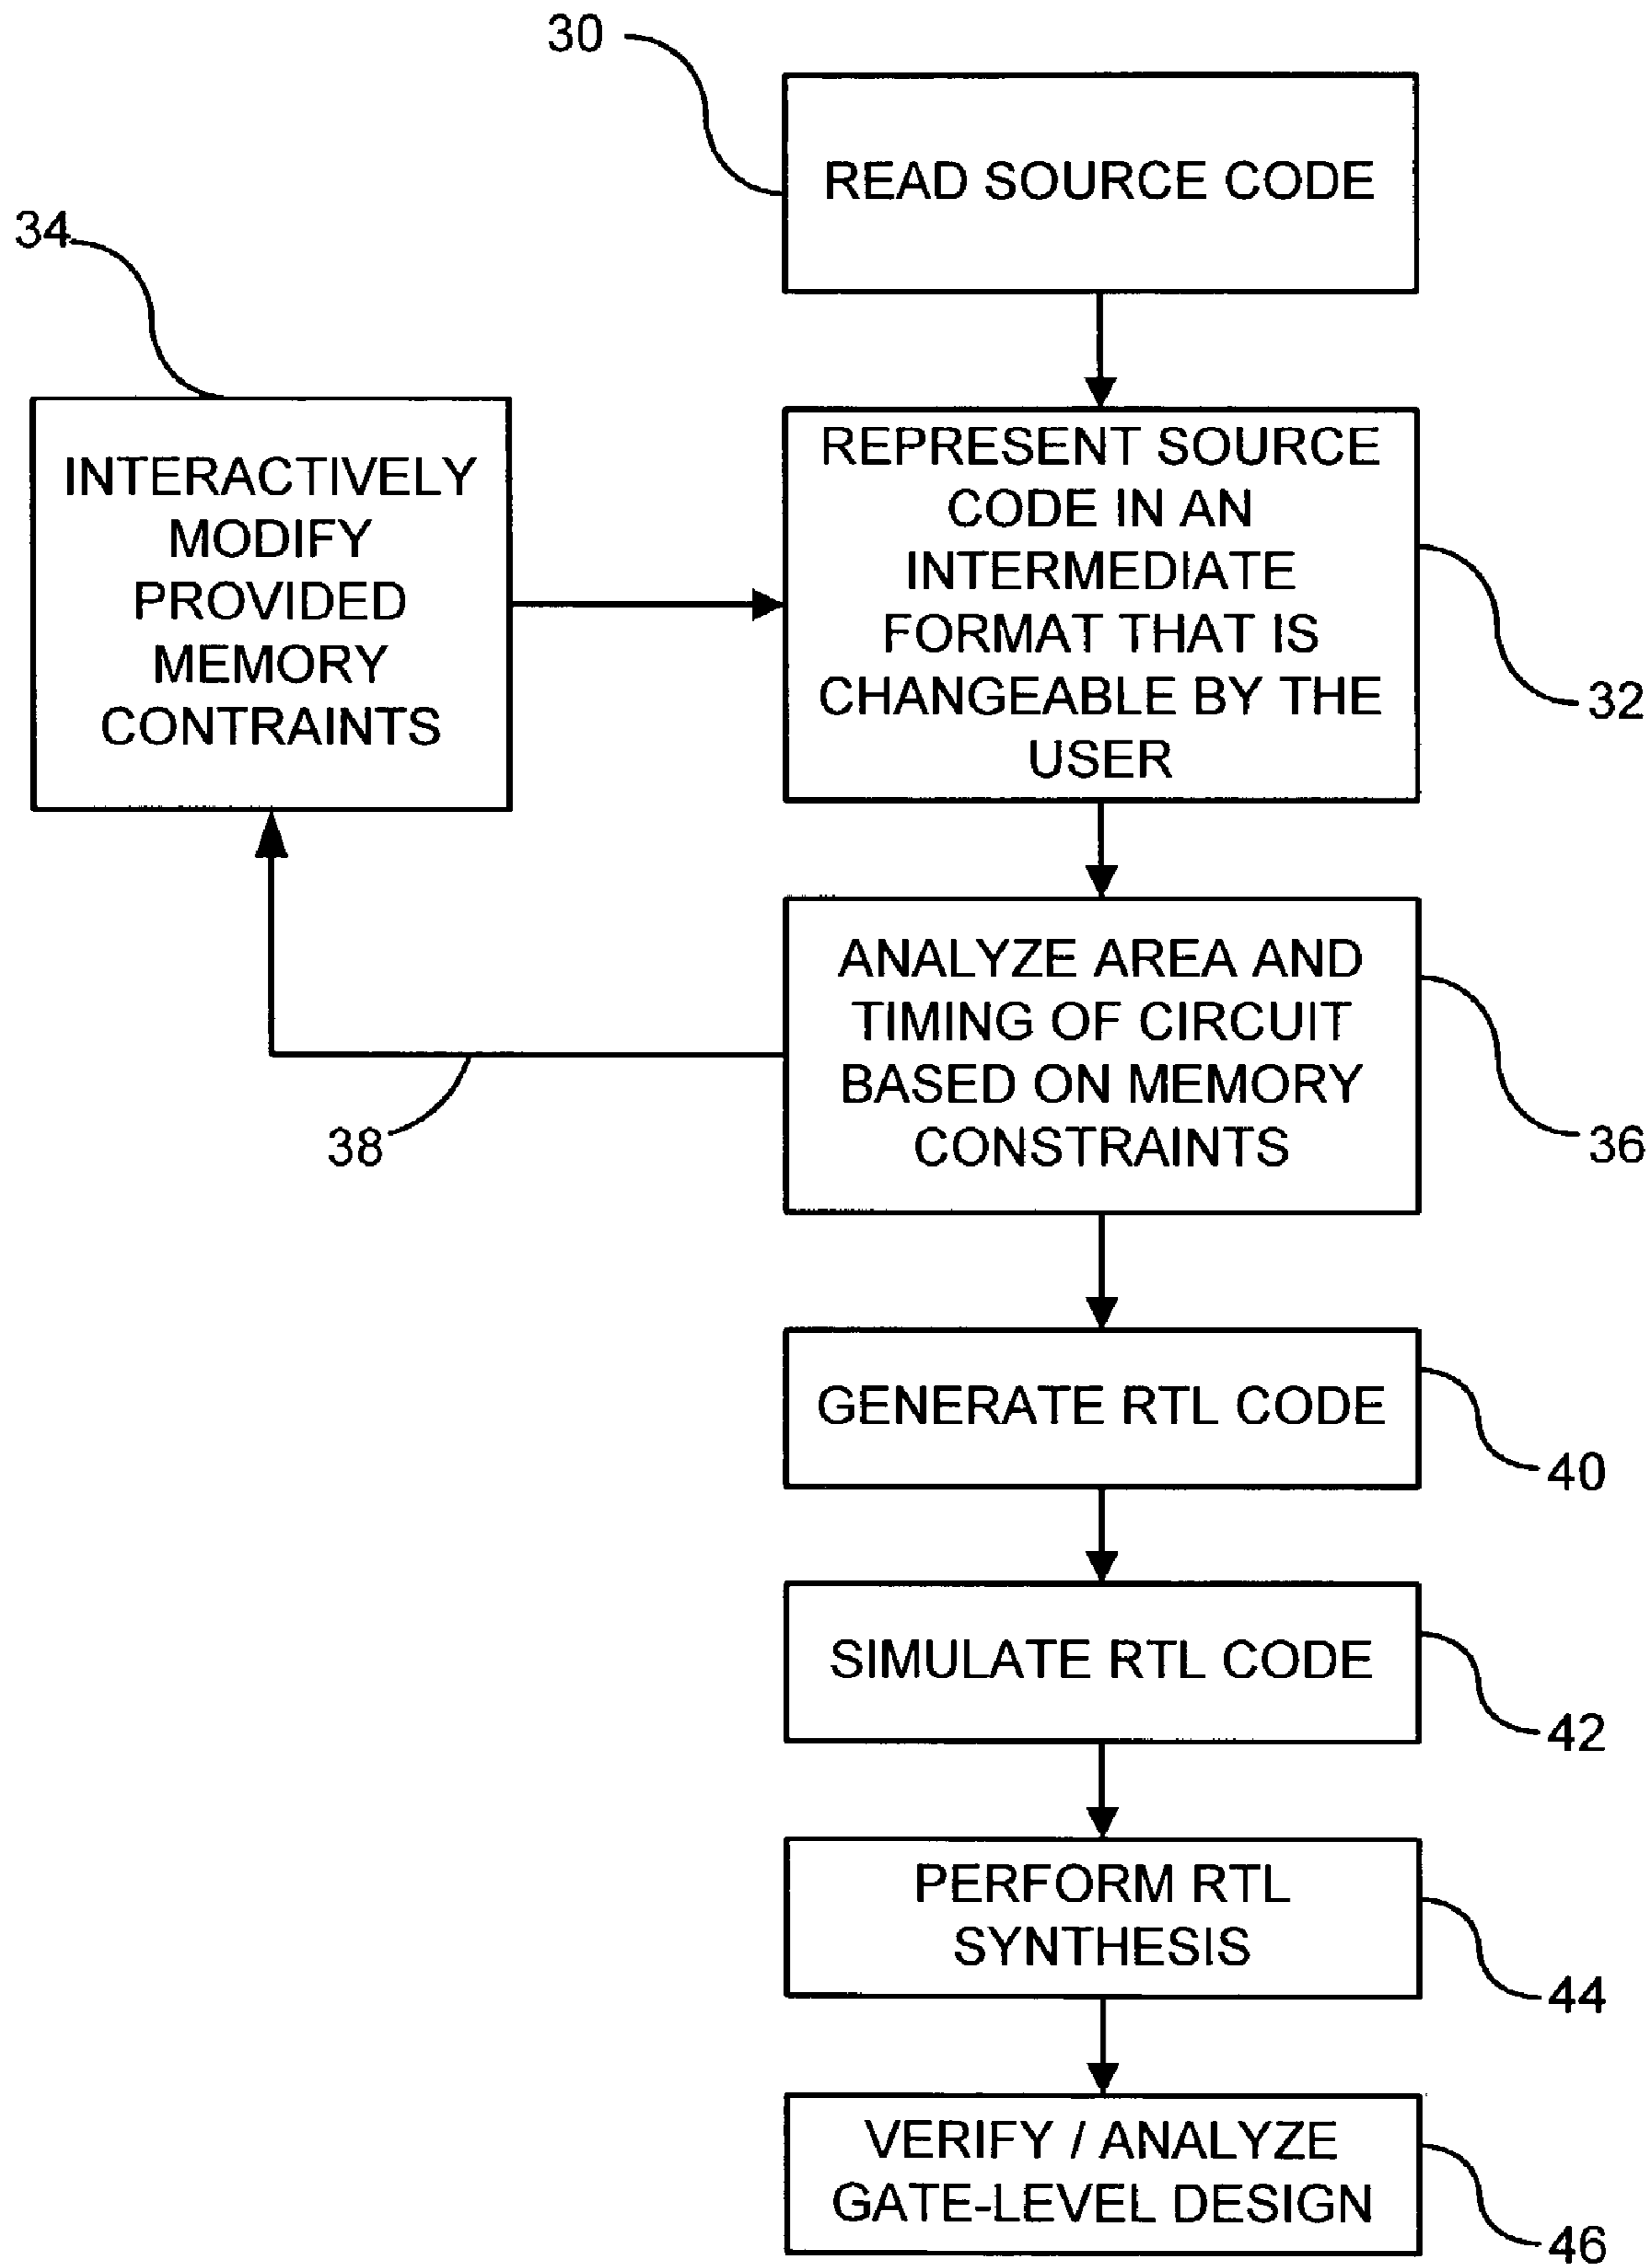 30
READ SOURCE CODE
34
INTERACTIVELY
MODIFY
PROVIDED
MEMORY
CONTRAINTS
REPRESENT SOURCE
CODE IN AN
INTERMEDIATE
FORMAT THAT IS
CHANGEABLE BY THE
USER
32
ANALYZE AREA AND
TIMING OF CIRCUIT
BASED ON MEMORY
CONSTRAINTS
38
36
GENERATE RTL CODE
40
SIMULATE RTL CODE
42
PERFORM RTL
SYNTHESIS
44
VERIFY / ANALYZE
GATE-LEVEL DESIGN
46